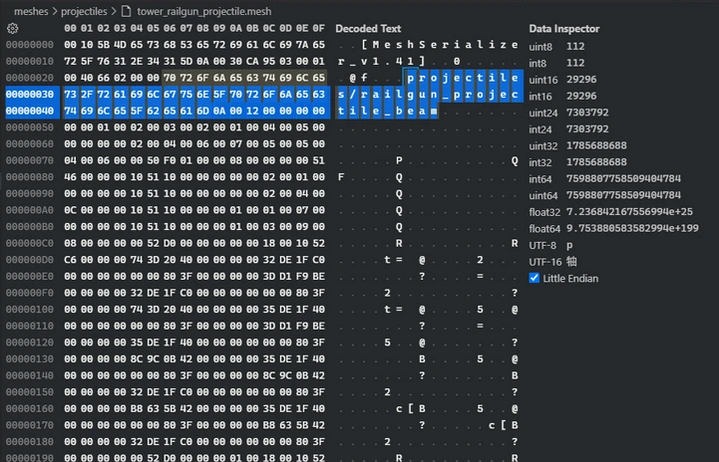 meshes > projectiles > tower_railgun_projectile.mesh
00 01 02 03 04 05 06 07 08 09 0A 0B 0C 0D 0E 0F Decoded Text
00000000 00 10 5B 4D 65 73 68 53 65 72 69 61 6C 69 7A 65 . . [ M e s h S e r i a l i z e
00000010 72 5F 76 31 2E 34 31 5D 0A 00 30 CA 95 03 00 01 r _ v 1 . 4 1 ] . . 0 . . . . .
00000020 00 40 66 02 00 00 70 72 6F 6A 65 63 74 69 6C 65 . @ f . . . p r o j e c t i l e
00000030 73 2F 72 61 69 6C 67 75 6E 5F 70 72 6F 6A 65 63 s / r a i l g u n _ p r o j e c
00000040 74 69 6C 65 5F 62 65 61 6D 0A 00 12 00 00 00 00 t i l e _ b e a m . . . . . . .
00000050 00 00 01 00 02 00 03 00 02 00 01 00 04 00 05 00
00000060 00 00 00 00 02 00 04 00 06 00 07 00 05 00 05 00
00000070 04 00 06 00 00 50 F0 01 00 08 00 00 00 00 00 51 P Q
00000080 46 00 00 00 10 51 10 00 00 00 00 00 02 00 01 00 F Q
00000090 00 00 10 51 10 00 00 00 00 00 00 00 02 00 04 00 Q
000000A0 0C 00 00 00 10 51 10 00 00 00 01 00 01 00 07 00 Q
000000B0 00 00 10 51 10 00 00 00 01 00 03 00 09 00 Q
000000C0 08 00 00 00 00 52 D0 00 00 00 00 00 18 00 10 52 R R
000000D0 C6 00 00 00 74 3D 20 40 00 00 00 00 32 DE 1F C0 t = @ 2
000000E0 00 00 00 00 00 00 80 3F 00 00 00 00 3D D1 F9 BE ? =
000000F0 00 00 00 00 32 DE 1F C0 00 00 00 00 00 00 80 3F 2 ?
00000100 00 00 00 00 74 3D 20 40 00 00 00 00 35 DE 1F 40 t = @ 5 @
00000110 00 00 00 00 00 00 80 3F 00 00 00 00 3D D1 F9 BE ? =
00000120 00 00 00 00 35 DE 1F 40 00 00 00 00 00 00 80 3F 5 @ ?
00000130 00 00 00 00 8C 9C 0B 42 00 00 00 00 35 DE 1F 40 B 5 @
00000140 00 00 00 00 00 00 80 3F 00 00 00 00 8C 9C 0B 42 ? B
00000150 00 00 00 00 32 DE 1F C0 00 00 00 00 00 00 80 3F 2 ?
00000160 00 00 00 00 B8 63 5B 42 00 00 00 00 35 DE 1F 40 c [ B 5 @
00000170 00 00 00 00 00 00 80 3F 00 00 00 00 B8 63 5B 42 ? c [ B
00000180 00 00 00 00 32 DE 1F C0 00 00 00 00 00 00 80 3F 2 ?
00000190 00 00 00 00 00 52 D0 00 00 00 01 00 18 00 10 52 R R
Data Inspector
uint8 112
int8 112
uint16 29296
int16 29296
uint24 7303792
int24 7303792
uint32 1785688688
int32 1785688688
int64 7598807758509404784
uint64 7598807758509404784
float32 7.236842167556994e+25
float64 9.753880583582994e+199
UTF-8 p
UTF-16 牰
Little Endian